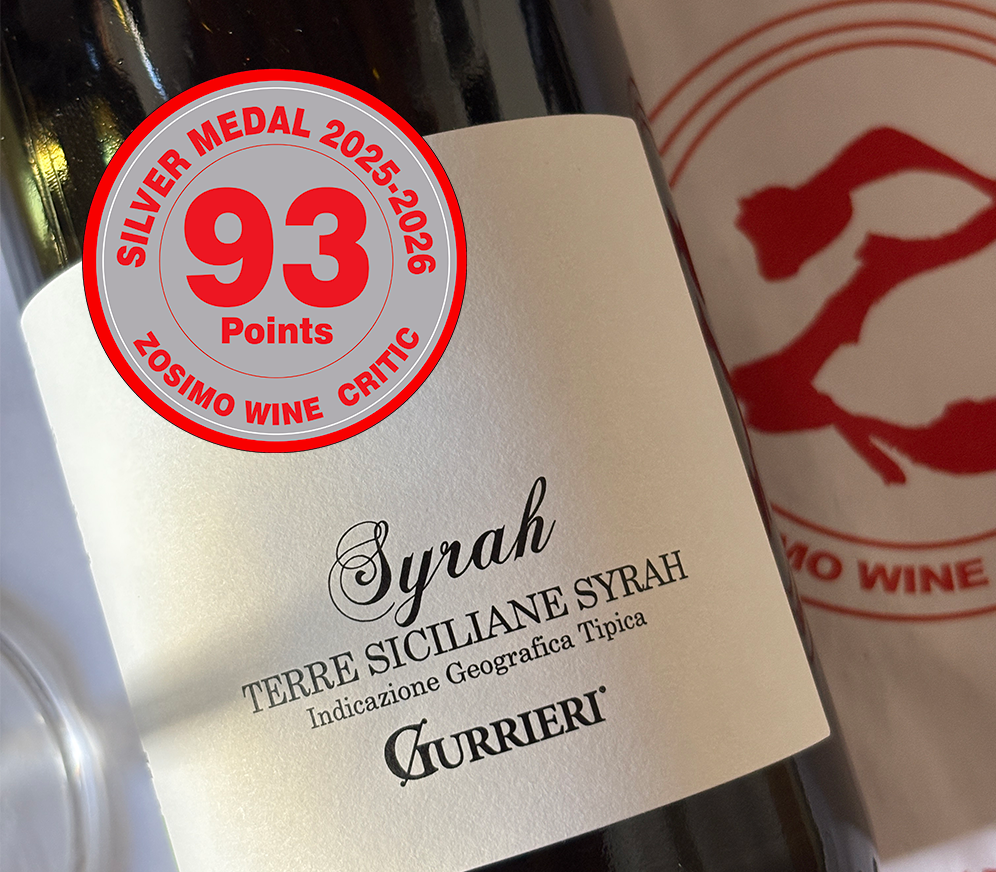 SILVER MEDAL 2025-2026
93
Points
ZOSIMO WINE CRITIC
Syrah
TERRE SICILIANE SYRAH
Indicazione Geografica Tipica
GURRIERI
MO WINE